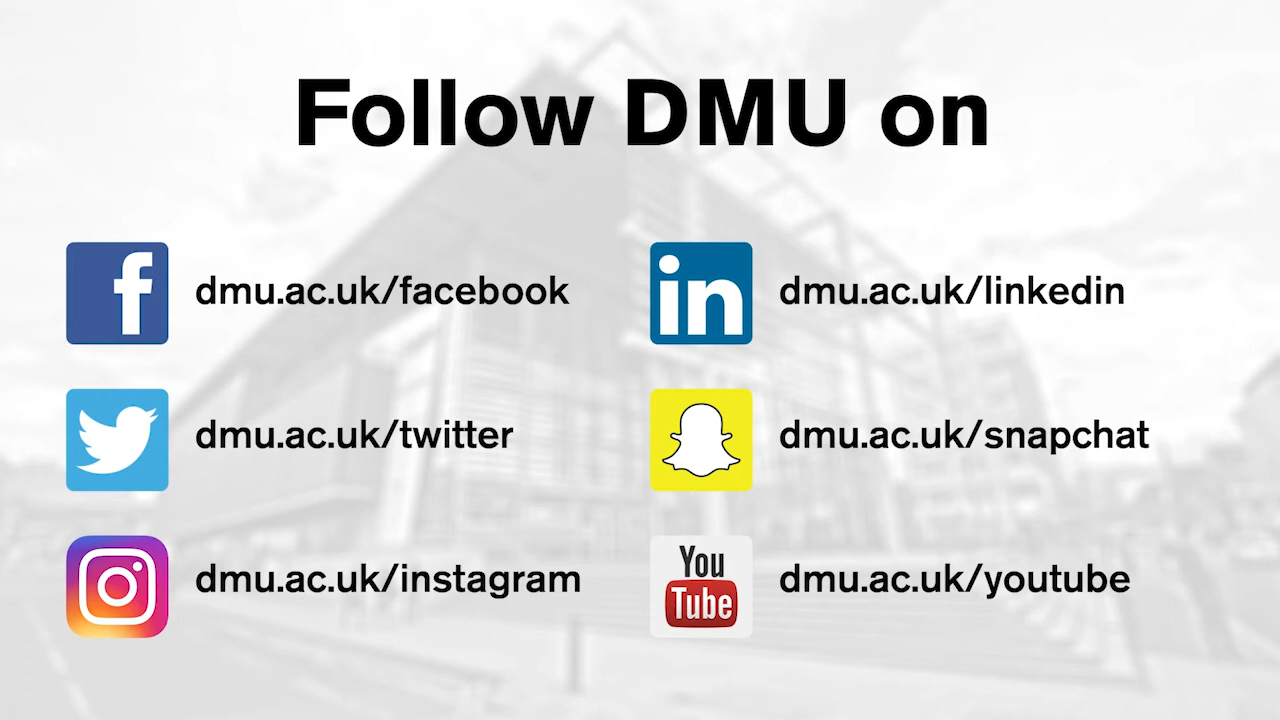 Follow DMU on
dmu.ac.uk/facebook
dmu.ac.uk/twitter
dmu.ac.uk/instagram
in
dmu.ac.uk/linkedin
dmu.ac.uk/snapchat
You
Tube
dmu.ac.uk/youtube